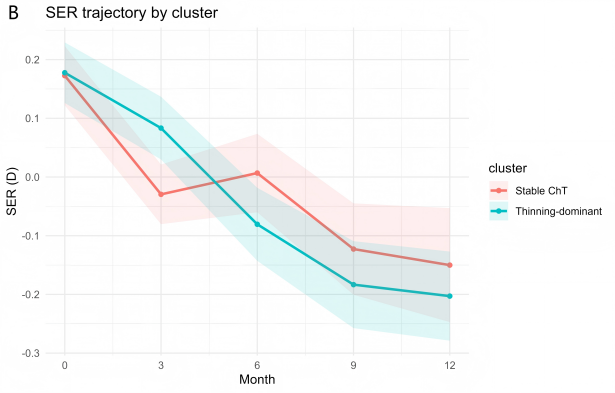 B
SER trajectory by cluster
SER (D)
0.2
0.1
0.0
-0.1
-0.2
-0.3
0
3
6
9
12
Month
cluster
Stable ChT
Thinning-dominant